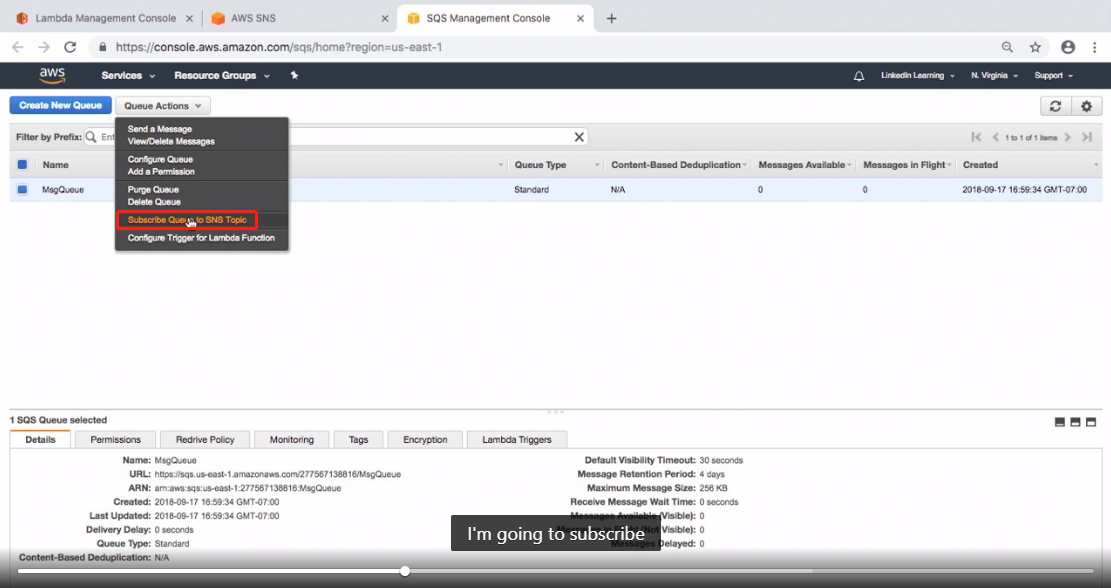 Lambda Management Console
AWS SNS
SQS Management Console
https://console.aws.amazon.com/sqs/home?region=us-east-1
aws Services Resource Groups LinkedIn Learning N. Virginia Support
Create New Queue Queue Actions
Filter by Prefix: Ent 1 to 1 of 1 items
Send a Message
View/Delete Messages
Configure Queue
Add a Permission
Purge Queue
Delete Queue
Subscribe Queue to SNS Topic
Configure Trigger for Lambda Function
Name Queue Type Content-Based Deduplication Messages Available Messages in Flight Created
MsgQueue Standard N/A 0 0 2018-09-17 16:59:34 GMT-07:00
1 SQS Queue selected
Details Permissions Redrive Policy Monitoring Tags Encryption Lambda Triggers
Name: MsgQueue
URL: https://sqs.us-east-1.amazonaws.com/277567138816/MsgQueue
ARN: arn:aws:sqs:us-east-1:277567138816:MsgQueue
Created: 2018-09-17 16:59:34 GMT-07:00
Last Updated: 2018-09-17 16:59:34 GMT-07:00
Delivery Delay: 0 seconds
Queue Type: Standard
Content-Based Deduplication: N/A
Default Visibility Timeout: 30 seconds
Message Retention Period: 4 days
Maximum Message Size: 256 KB
Receive Message Wait Time: 0 seconds
Messages Available (Visible): 0
(Not Visible): 0
Messages Delayed: 0
I'm going to subscribe